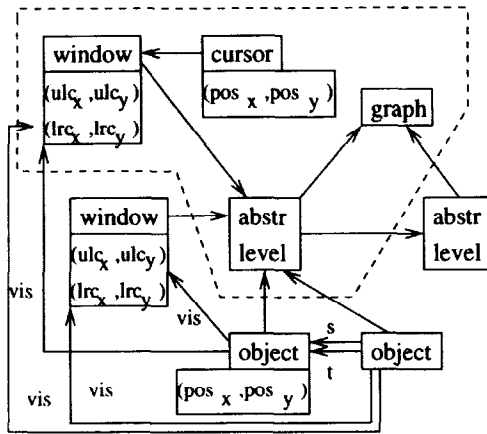 window
cursor
(ulc_x ,ulc_y)
(lrc_x ,lrc_y)
(pos_x ,pos_y)
graph
window
(ulc_x ,ulc_y)
(lrc_x ,lrc_y)
abstr
level
abstr
level
vis
vis
s
object
object
t
(pos_x ,pos_y)
vis
vis